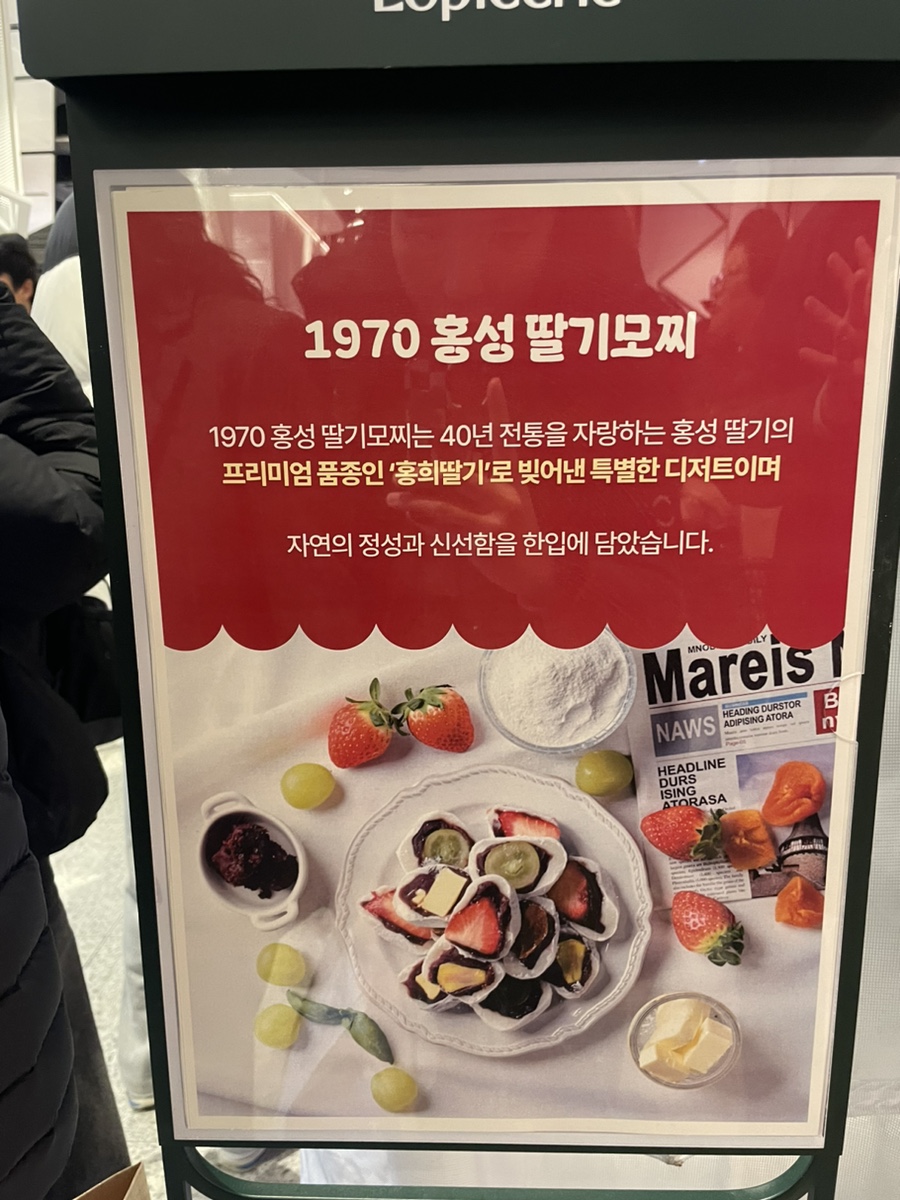 1970 홍성 딸기모찌
1970 홍성 딸기모찌는 40년 전통을 자랑하는 홍성 딸기의
프리미엄 품종인 ‘홍희딸기’로 빚어낸 특별한 디저트이며
자연의 정성과 신선함을 한입에 담았습니다.
Mareis
NAWS
HEADING DURSTOR
ADIPISING ATORA
HEADLINE
DURS
ISING
ATORASA